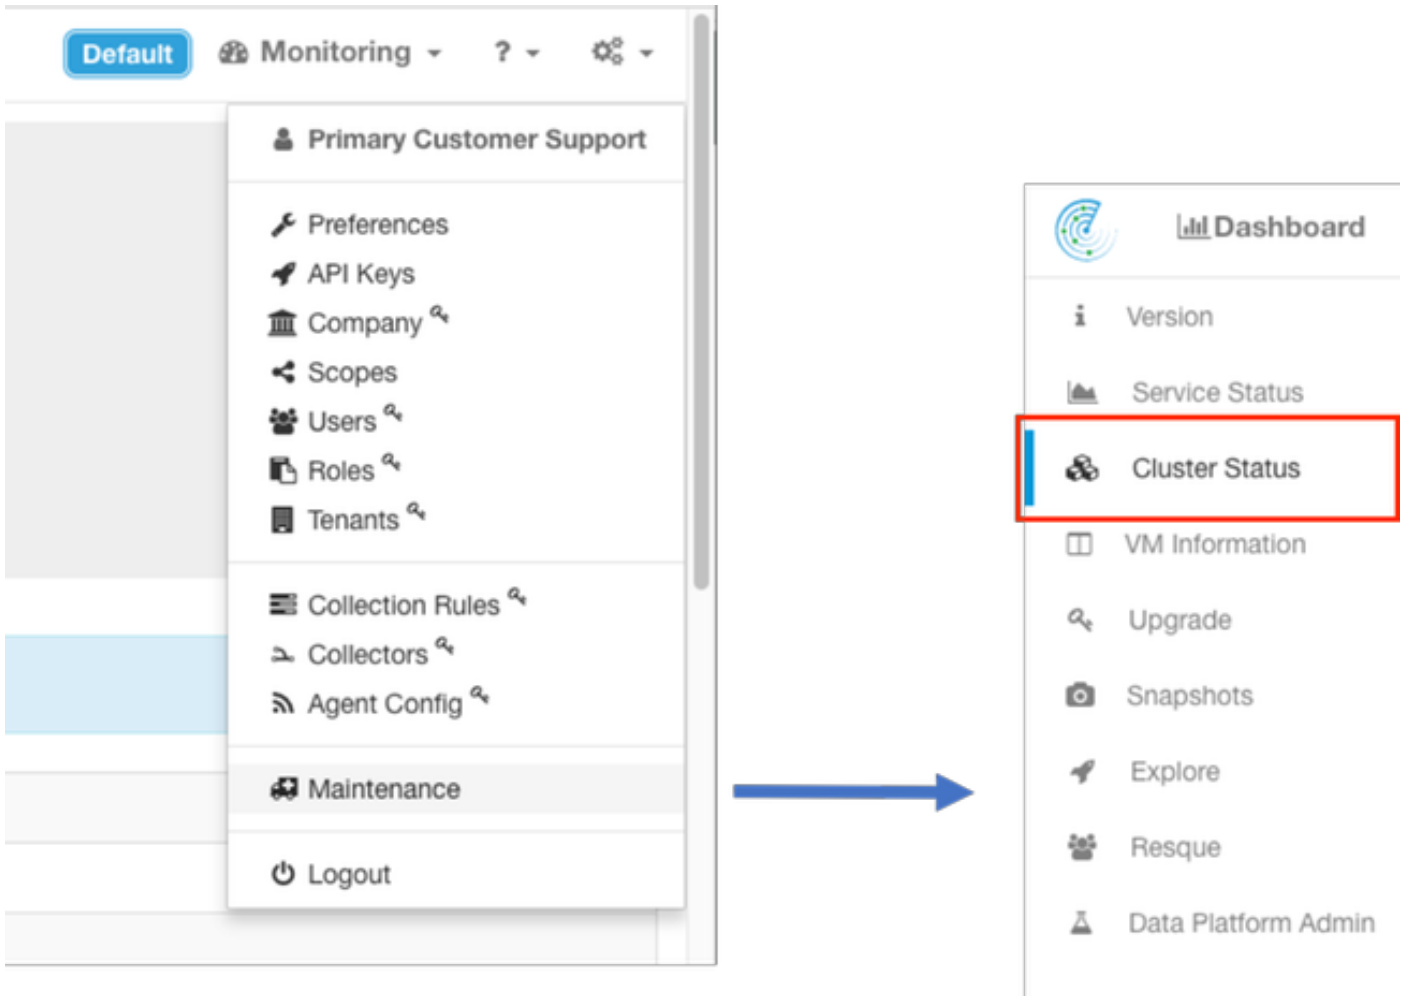 Default Monitoring ?
Primary Customer Support
Preferences
API Keys
Company
Scopes
Users
Roles
Tenants
Collection Rules
Collectors
Agent Config
Maintenance
Logout
Dashboard
Version
Service Status
Cluster Status
VM Information
Upgrade
Snapshots
Explore
Resque
Data Platform Admin